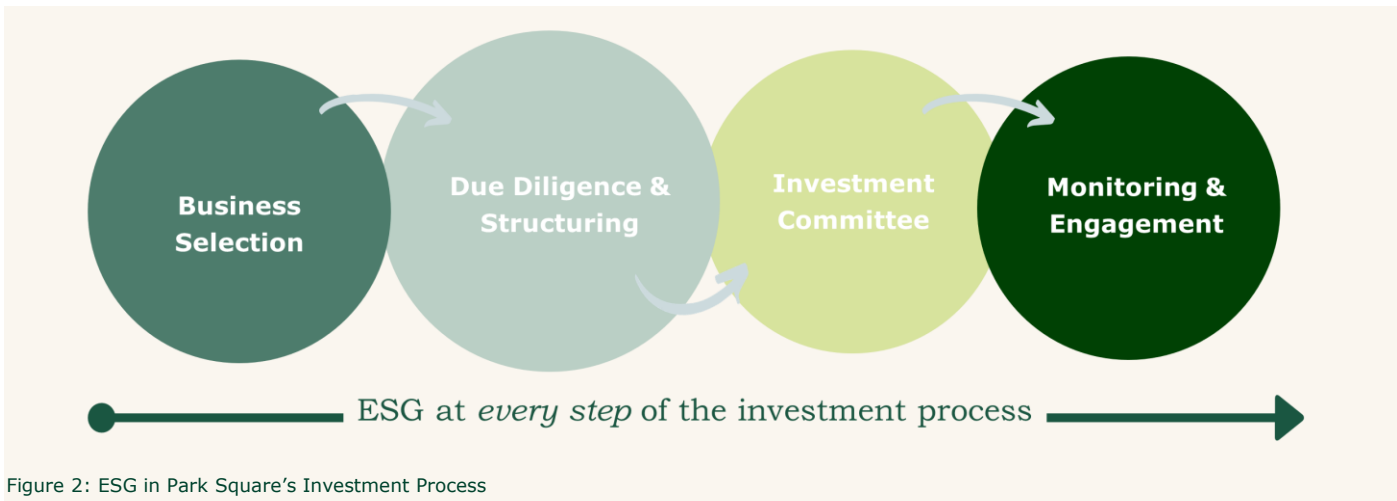 Business
Selection
Due Diligence &
Structuring
Investment
Committee
Monitoring &
Engagement
ESG at every step of the investment process
Figure 2: ESG in Park Square’s Investment Process